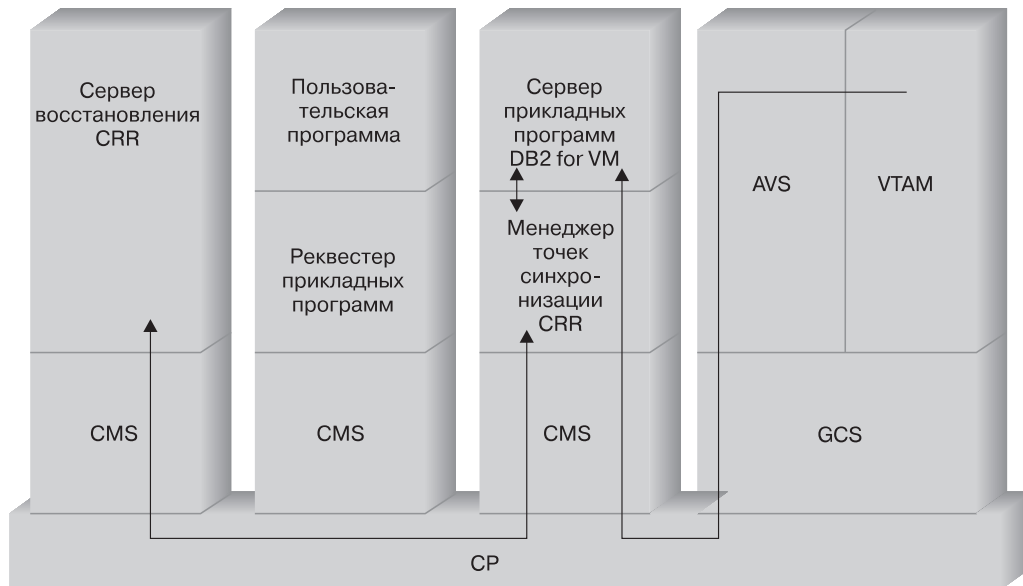 Сервер
восстановления
CRR
CMS
Пользова-
тельская
программа
Реквестер
прикладных
программ
CMS
Сервер
прикладных
программ
DB2 for VM
Менеджер
точек
синхро-
низации
CRR
CMS
AVS
VTAM
GCS
CP